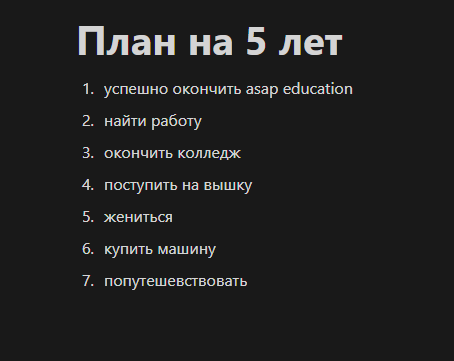 План на 5 лет
1. успешно окончить asap education
2. найти работу
3. окончить колледж
4. поступить на вышку
5. жениться
6. купить машину
7. попутешевствовать